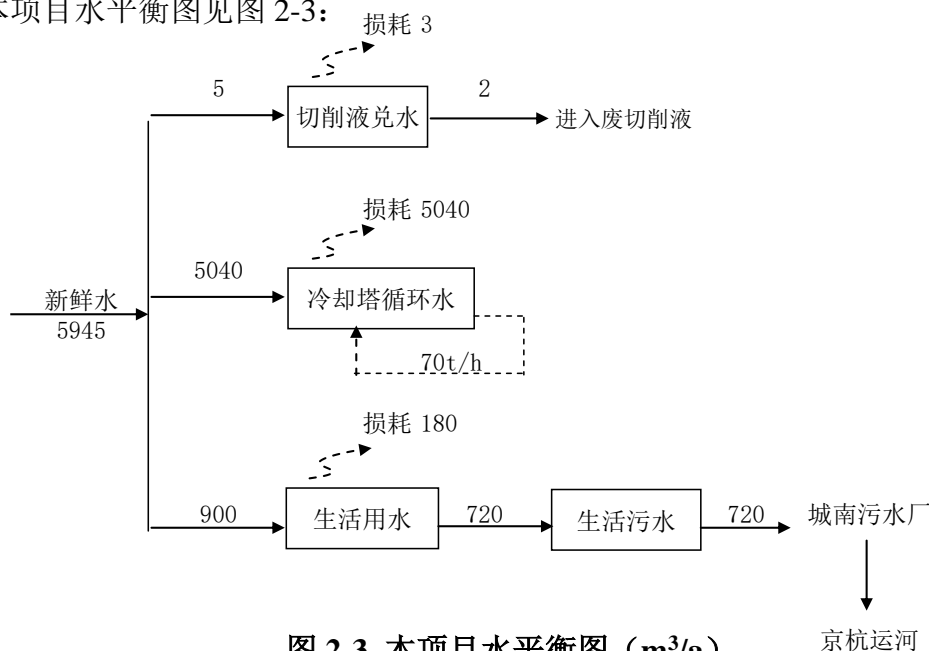 本项目水平衡图见图 2-3：
损耗 3
5
2
切削液兑水
进入废切削液
损耗 5040
5040
新鲜水
冷却塔循环水
5945
70t/h
损耗 180
900
生活用水
720
生活污水
720
城南污水厂
京杭运河
图 2-3 本项目水平衡图（m³/a）